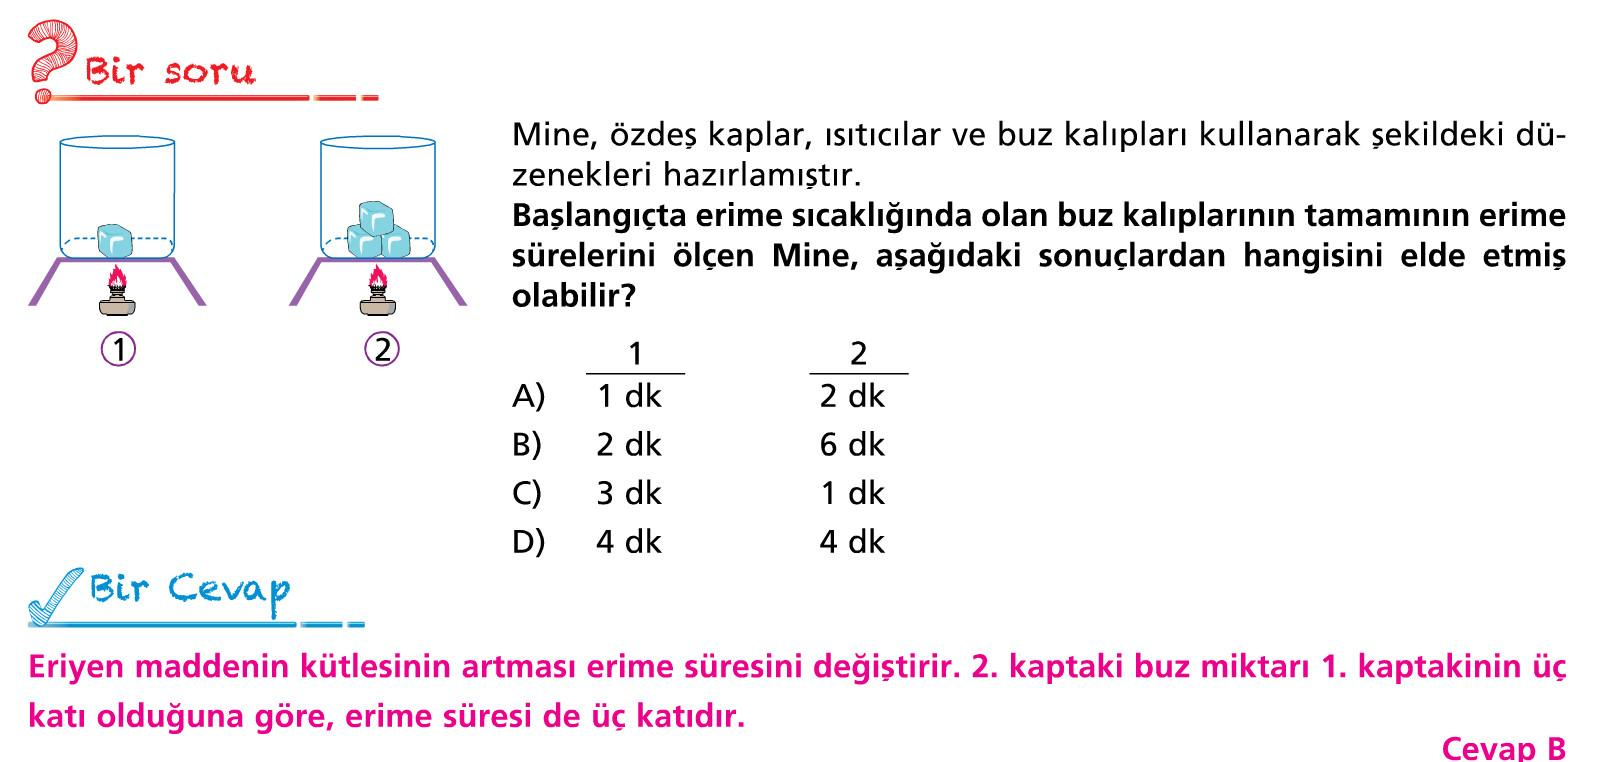 Bir soru
Mine, özdeş kaplar, ısıtıcılar ve buz kalıpları kullanarak şekildeki dü-
zenekleri hazırlamıştır.
Başlangıçta erime sıcaklığında olan buz kalıplarının tamamının erime
sürelerini ölçen Mine, aşağıdaki sonuçlardan hangisini elde etmiş
olabilir?
1 2
1 2
A) 1 dk 2 dk
B) 2 dk 6 dk
C) 3 dk 1 dk
D) 4 dk 4 dk
Bir Cevap
Eriyen maddenin kütlesinin artması erime süresini değiştirir. 2. kaptaki buz miktarı 1. kaptakinin üç
katı olduğuna göre, erime süresi de üç katıdır.
Cevap B